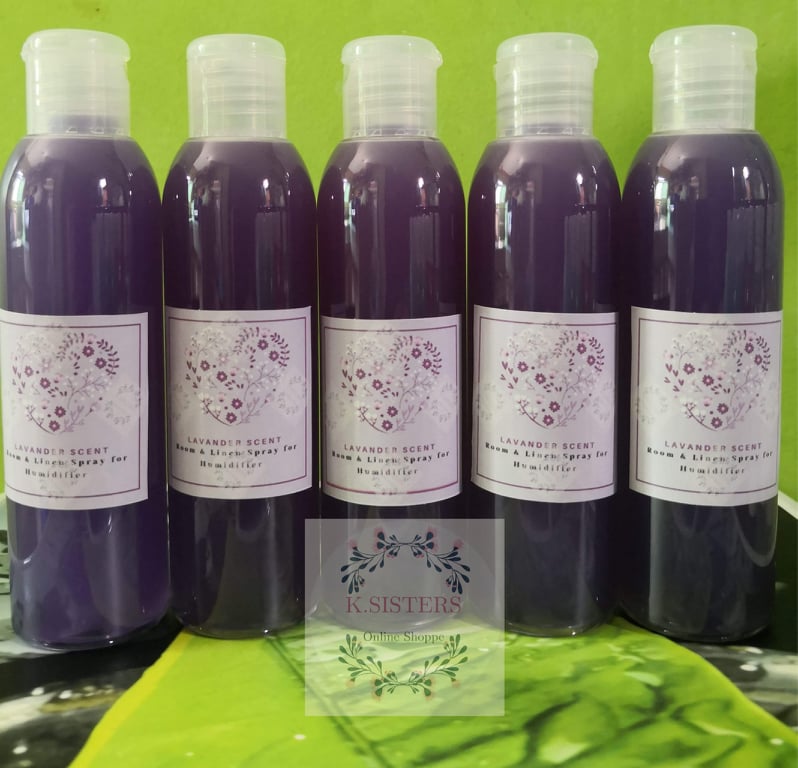 LAVANDER SCENT
Room & Linen Spray for
Humidifier
LAVANDER SCENT
Room & Linen Spray for
Humidifier
LAVANDER SCENT
Room & Linen Spray for
Humidifier
LAVANDER SCENT
Room & Linen Spray for
Humidifier
LAVANDER SCENT
Room & Linen Spray for
Humidifier
K.SISTERS
Online Shoppe